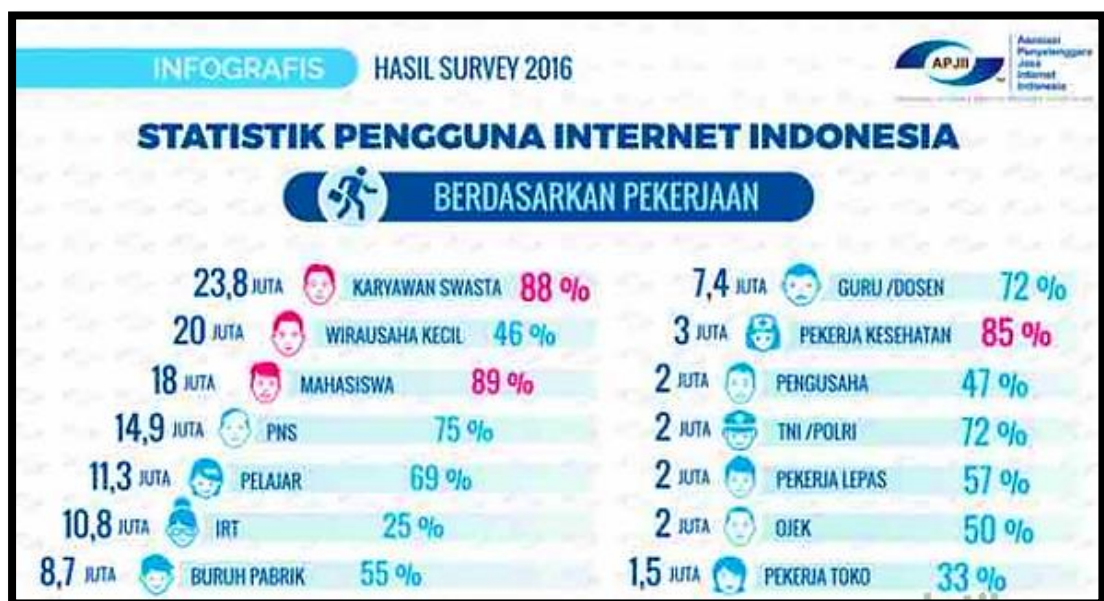 INFOGRAFIS HASIL SURVEY 2016
APJII
Asosiasi
Penyelenggara
Jasa
Internet
Indonesia
STATISTIK PENGGUNA INTERNET INDONESIA
BERDASARKAN PEKERJAAN
23,8 JUTA KARYAWAN SWASTA 88 %
20 JUTA WIRAUSAHA KECIL 46 %
18 JUTA MAHASISWA 89 %
14,9 JUTA PNS 75 %
11,3 JUTA PELAJAR 69 %
10,8 JUTA IRT 25 %
8,7 JUTA BURUH PABRIK 55 %
7,4 JUTA GURU /DOSEN 72 %
3 JUTA PEKERJA KESEHATAN 85 %
2 JUTA PENGUSAHA 47 %
2 JUTA TNI /POLRI 72 %
2 JUTA PEKERJA LEPAS 57 %
2 JUTA OJEK 50 %
1,5 JUTA PEKERJA TOKO 33 %